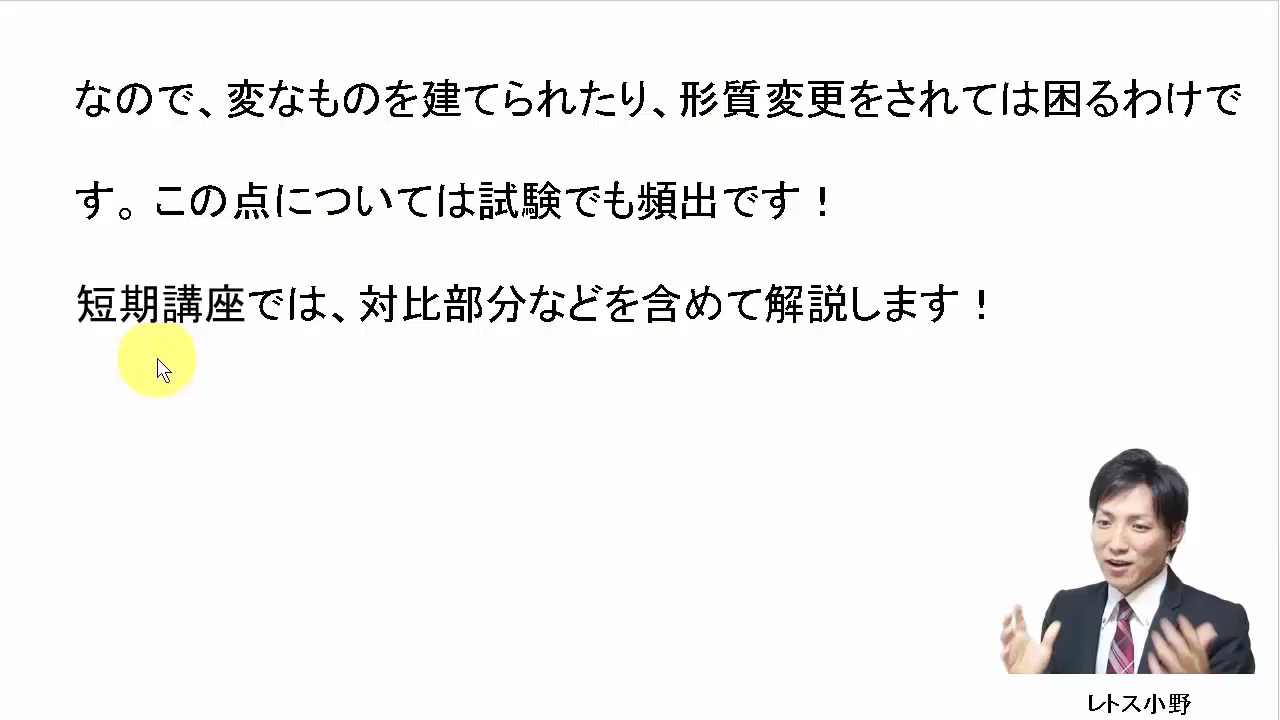 なので、変なものを建てられたり、形質変更をされては困るわけで
す。この点については試験でも頻出です！
短期講座では、対比部分などを含めて解説します！
レトス小野